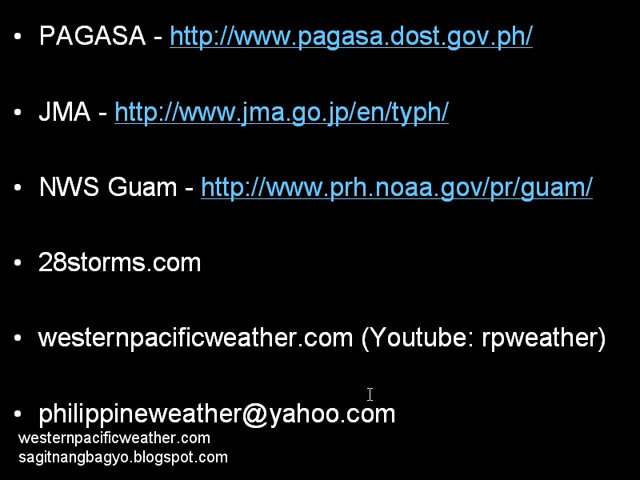 • PAGASA - http://www.pagasa.dost.gov.ph/
• JMA - http://www.jma.go.jp/en/typh/
• NWS Guam - http://www.prh.noaa.gov/pr/guam/
• 28storms.com
• westernpacificweather.com (Youtube: rpweather)
• philippineweather@yahoo.com
westernpacificweather.com
sagitnangbagyo.blogspot.com